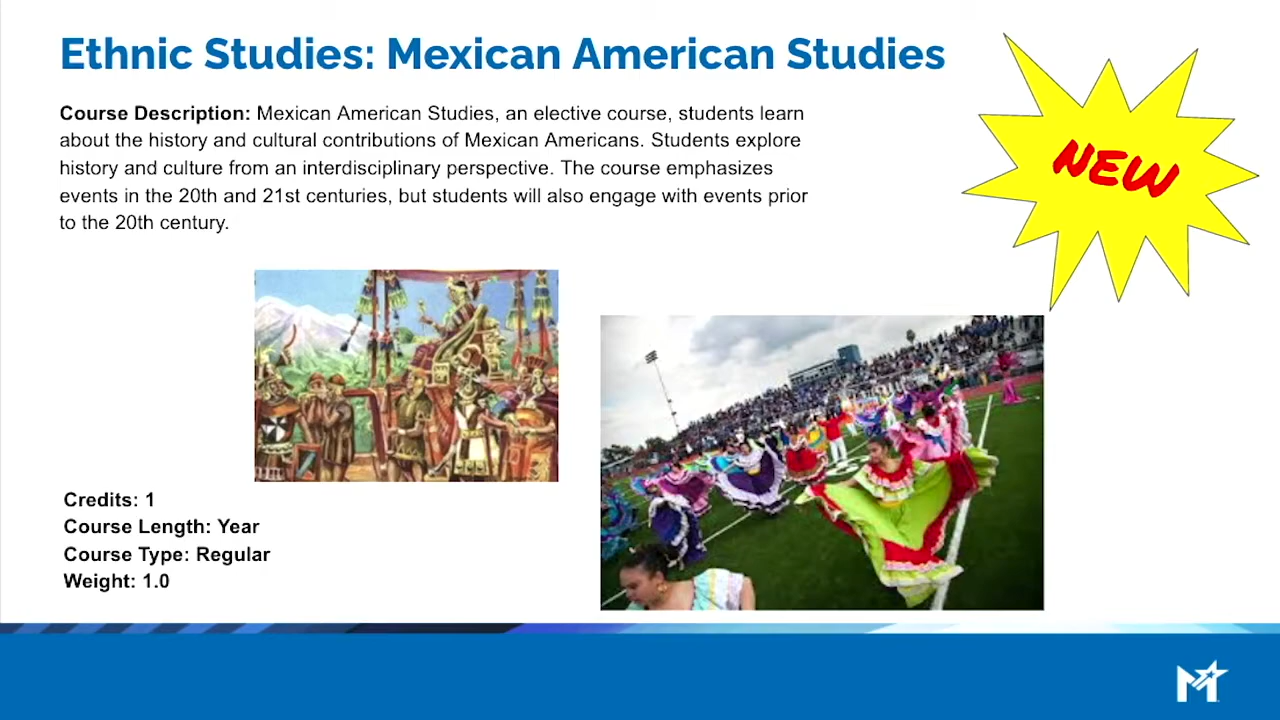 Ethnic Studies: Mexican American Studies
NEW
Course Description: Mexican American Studies, an elective course, students learn
about the history and cultural contributions of Mexican Americans. Students explore
history and culture from an interdisciplinary perspective. The course emphasizes
events in the 20th and 21st centuries, but students will also engage with events prior
to the 20th century.
Credits: 1
Course Length: Year
Course Type: Regular
Weight: 1.0